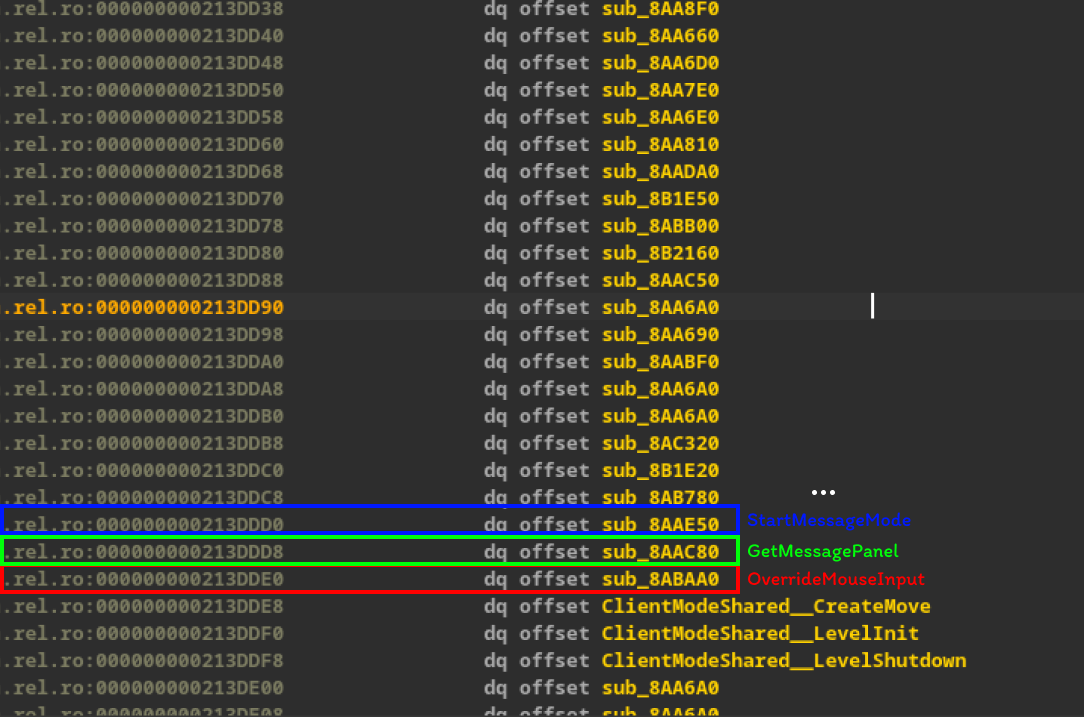 .rel.ro:000000000213DD38 dq offset sub_8AA8F0
.rel.ro:000000000213DD40 dq offset sub_8AA660
.rel.ro:000000000213DD48 dq offset sub_8AA6D0
.rel.ro:000000000213DD50 dq offset sub_8AA7E0
.rel.ro:000000000213DD58 dq offset sub_8AA6E0
.rel.ro:000000000213DD60 dq offset sub_8AA810
.rel.ro:000000000213DD68 dq offset sub_8AADA0
.rel.ro:000000000213DD70 dq offset sub_8B1E50
.rel.ro:000000000213DD78 dq offset sub_8ABB00
.rel.ro:000000000213DD80 dq offset sub_8B2160
.rel.ro:000000000213DD88 dq offset sub_8AAC50
.rel.ro:000000000213DD90 dq offset sub_8AA6A0
.rel.ro:000000000213DD98 dq offset sub_8AA690
.rel.ro:000000000213DDA0 dq offset sub_8AABF0
.rel.ro:000000000213DDA8 dq offset sub_8AA6A0
.rel.ro:000000000213DDB0 dq offset sub_8AA6A0
.rel.ro:000000000213DDB8 dq offset sub_8AC320
.rel.ro:000000000213DDC0 dq offset sub_8B1E20
.rel.ro:000000000213DDC8 dq offset sub_8AB780 ...
.rel.ro:000000000213DDD0 dq offset sub_8AAE50 StartMessageMode
.rel.ro:000000000213DDD8 dq offset sub_8AAC80 GetMessagePanel
.rel.ro:000000000213DDE0 dq offset sub_8ABAA0 OverrideMouseInput
.rel.ro:000000000213DDE8 dq offset ClientModeShared__CreateMove
.rel.ro:000000000213DDF0 dq offset ClientModeShared__LevelInit
.rel.ro:000000000213DDF8 dq offset ClientModeShared__LevelShutdown
.rel.ro:000000000213DE00 dq offset sub_8AA6A0
.rel.ro:000000000213DE08 dq offset sub_8AA6A0